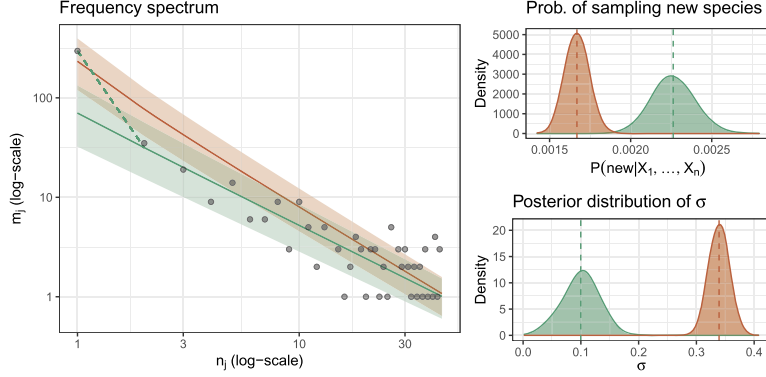 Frequency spectrum
100
10
1
1
3
10
30
mj (log−scale)
nj (log−scale)
Prob. of sampling new species
5000
4000
3000
2000
1000
0
Density
0.0015
0.0020
0.0025
P(new|X1, ..., Xn)
Posterior distribution of σ
20
15
10
5
0
Density
0.0
0.1
0.2
0.3
0.4
σ